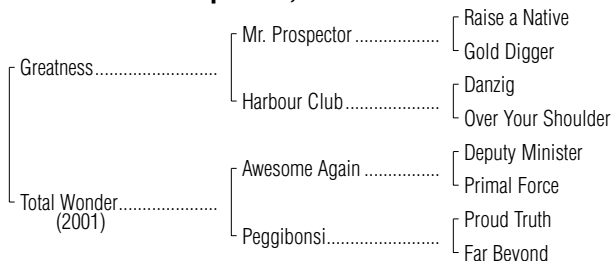 Raise a Native
Mr. Prospector ..................
Gold Digger
Greatness..........................
Danzig
Harbour Club....................
Over Your Shoulder
Deputy Minister
Awesome Again ................
Primal Force
Total Wonder.....................
(2001)
Proud Truth
Peggibonsi........................
Far Beyond